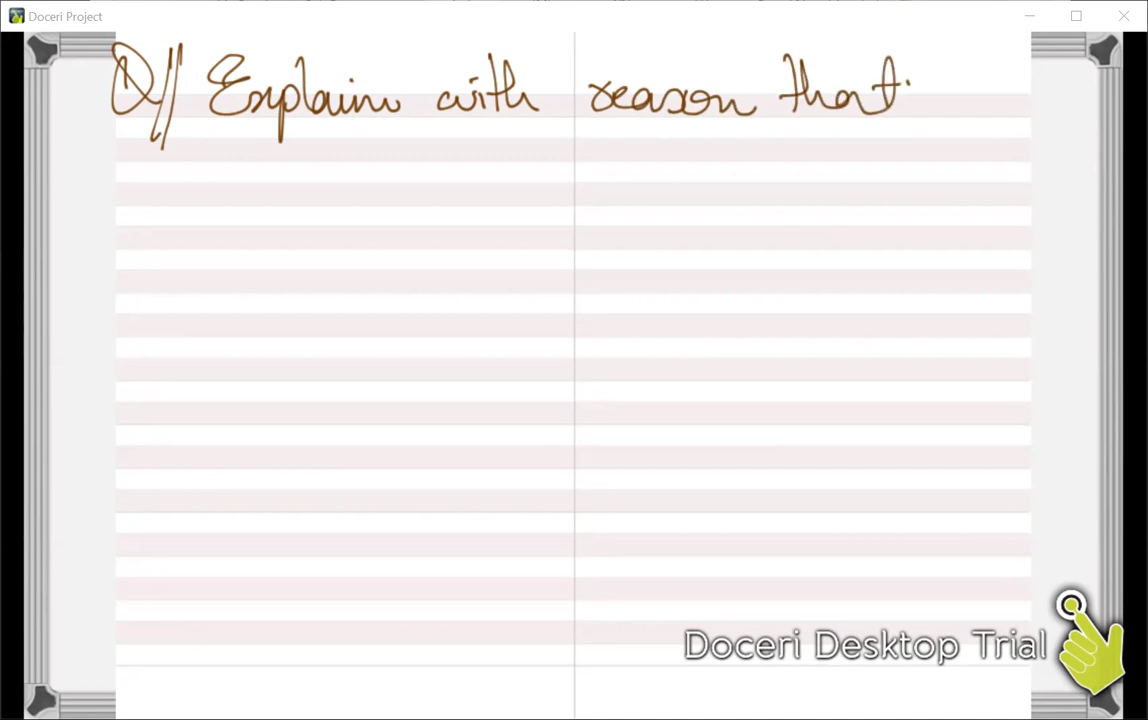 Doceri Project
Q// Explain with reason that
Doceri Desktop Trial